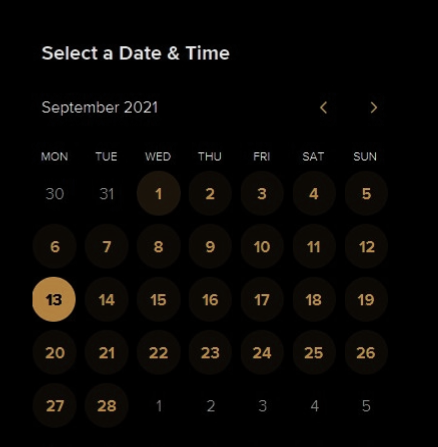 Select a Date & Time
September 2021
MON TUE WED THU FRI SAT SUN
30 31 1 2 3 4 5
6 7 8 9 10 11 12
13 14 15 16 17 18 19
20 21 22 23 24 25 26
27 28 1 2 3 4 5